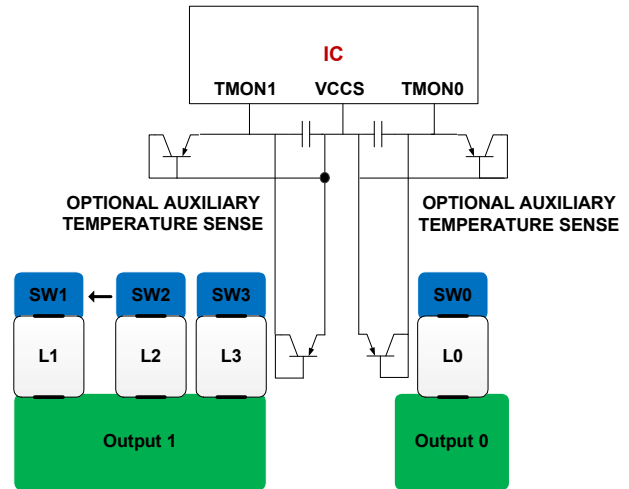 IC
TMON1 VCCS TMON0
OPTIONAL AUXILIARY
TEMPERATURE SENSE
OPTIONAL AUXILIARY
TEMPERATURE SENSE
SW1 SW2 SW3 SW0
L1 L2 L3 L0
Output 1 Output 0